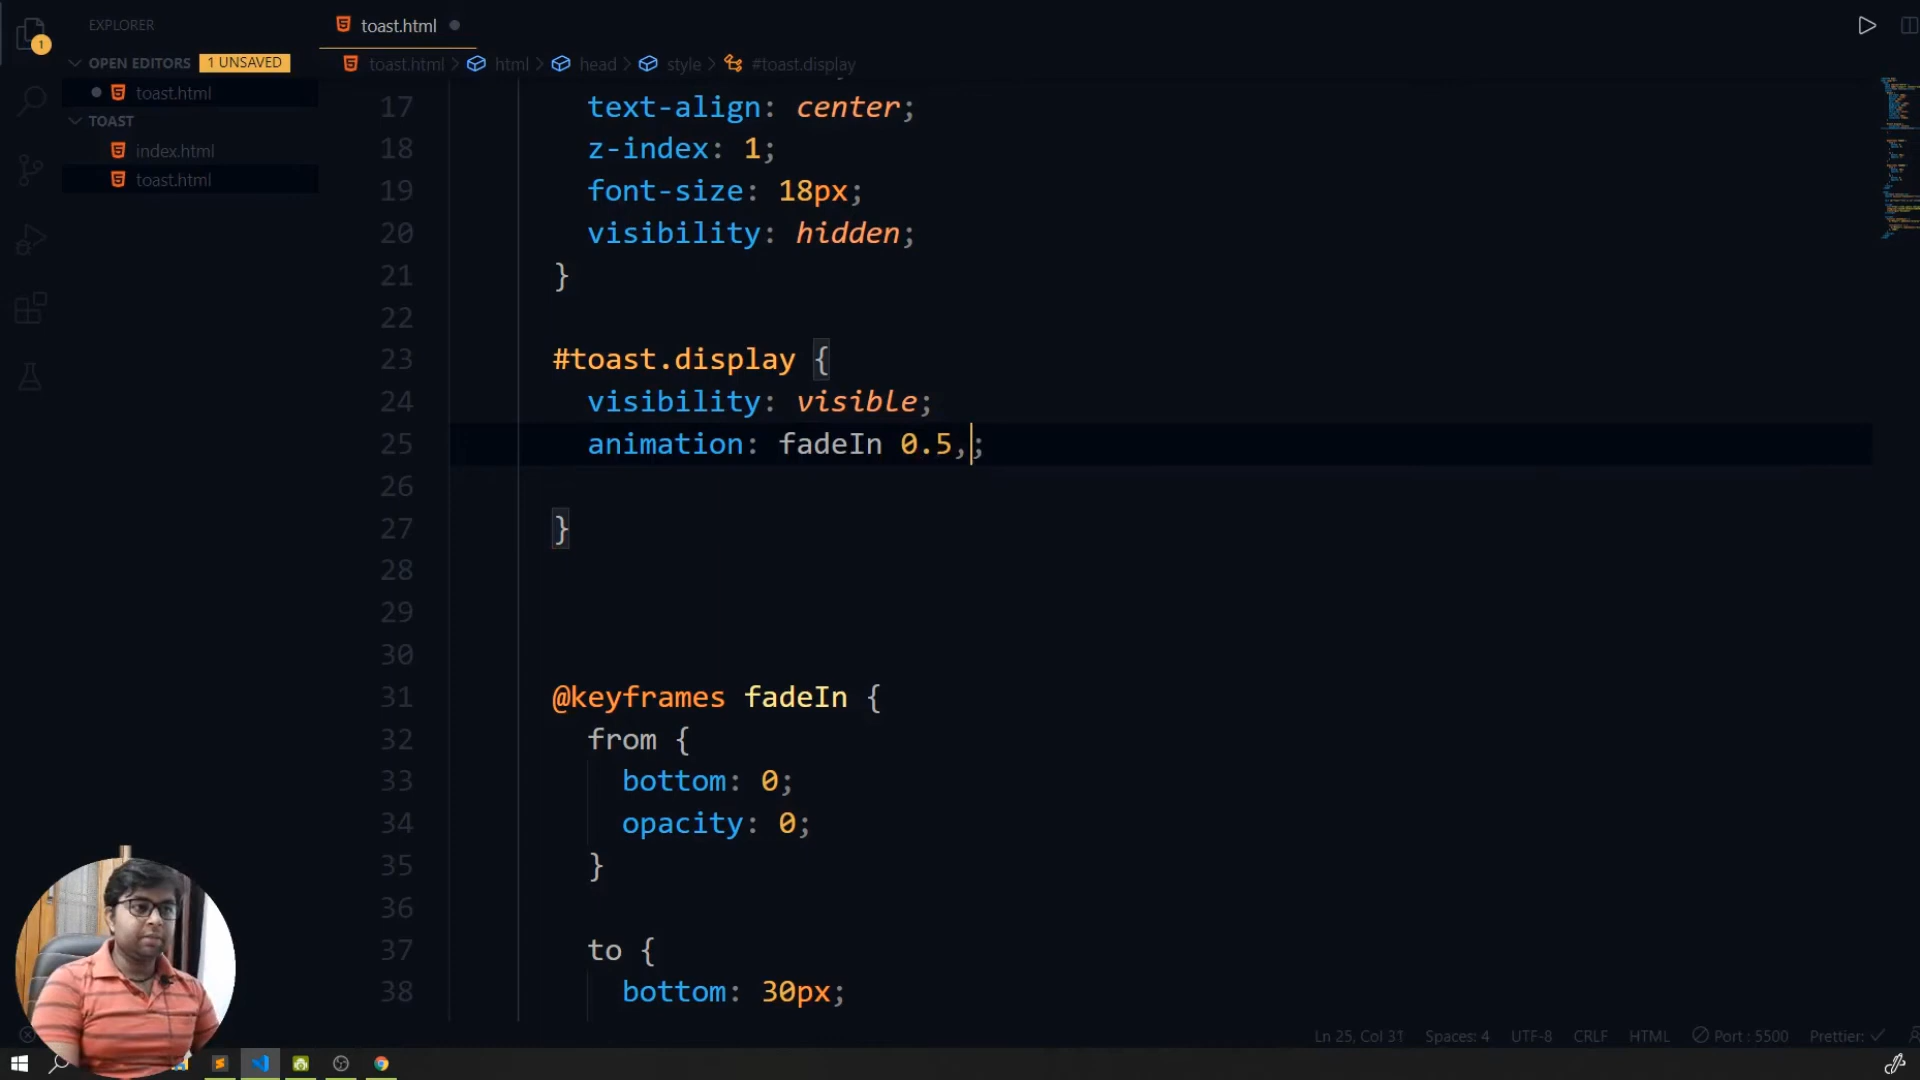 EXPLORER
toast.html
1
OPEN EDITORS 1 UNSAVED
toast.html > html > head > style > #toast.display
toast.html
TOAST
index.html
toast.html
17 text-align: center;
18 z-index: 1;
19 font-size: 18px;
20 visibility: hidden;
21 }
22
23 #toast.display {
24 visibility: visible;
25 animation: fadeIn 0.5,;
26
27 }
28
29
30
31 @keyframes fadeIn {
32 from {
33 bottom: 0;
34 opacity: 0;
35 }
36
37 to {
38 bottom: 30px;
Ln 25, Col 31 Spaces: 4 UTF-8 CRLF HTML Port : 5500 Prettier: ✓